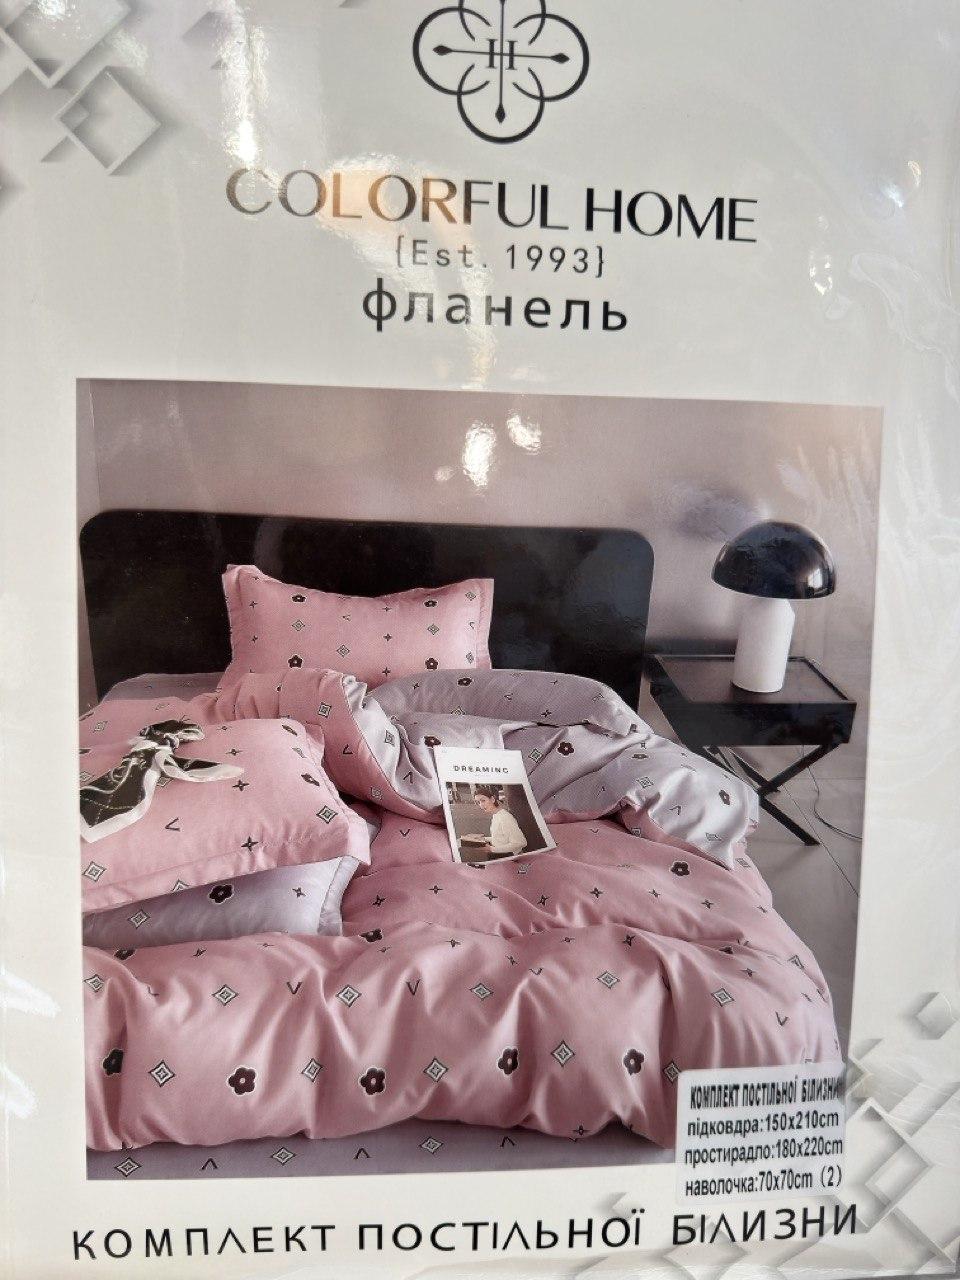 H
COLORFUL HOME
{Est. 1993}
фланель
DREAMING
КОМПЛЕКТ ПОСТІЛЬНОЇ БІЛИЗНИ
підковдра:150x210cm
простирадло:180x220cm
наволочка:70x70cm (2)
КОМПЛЕКТ ПОСТІЛЬНОЇ БІЛИЗНИ